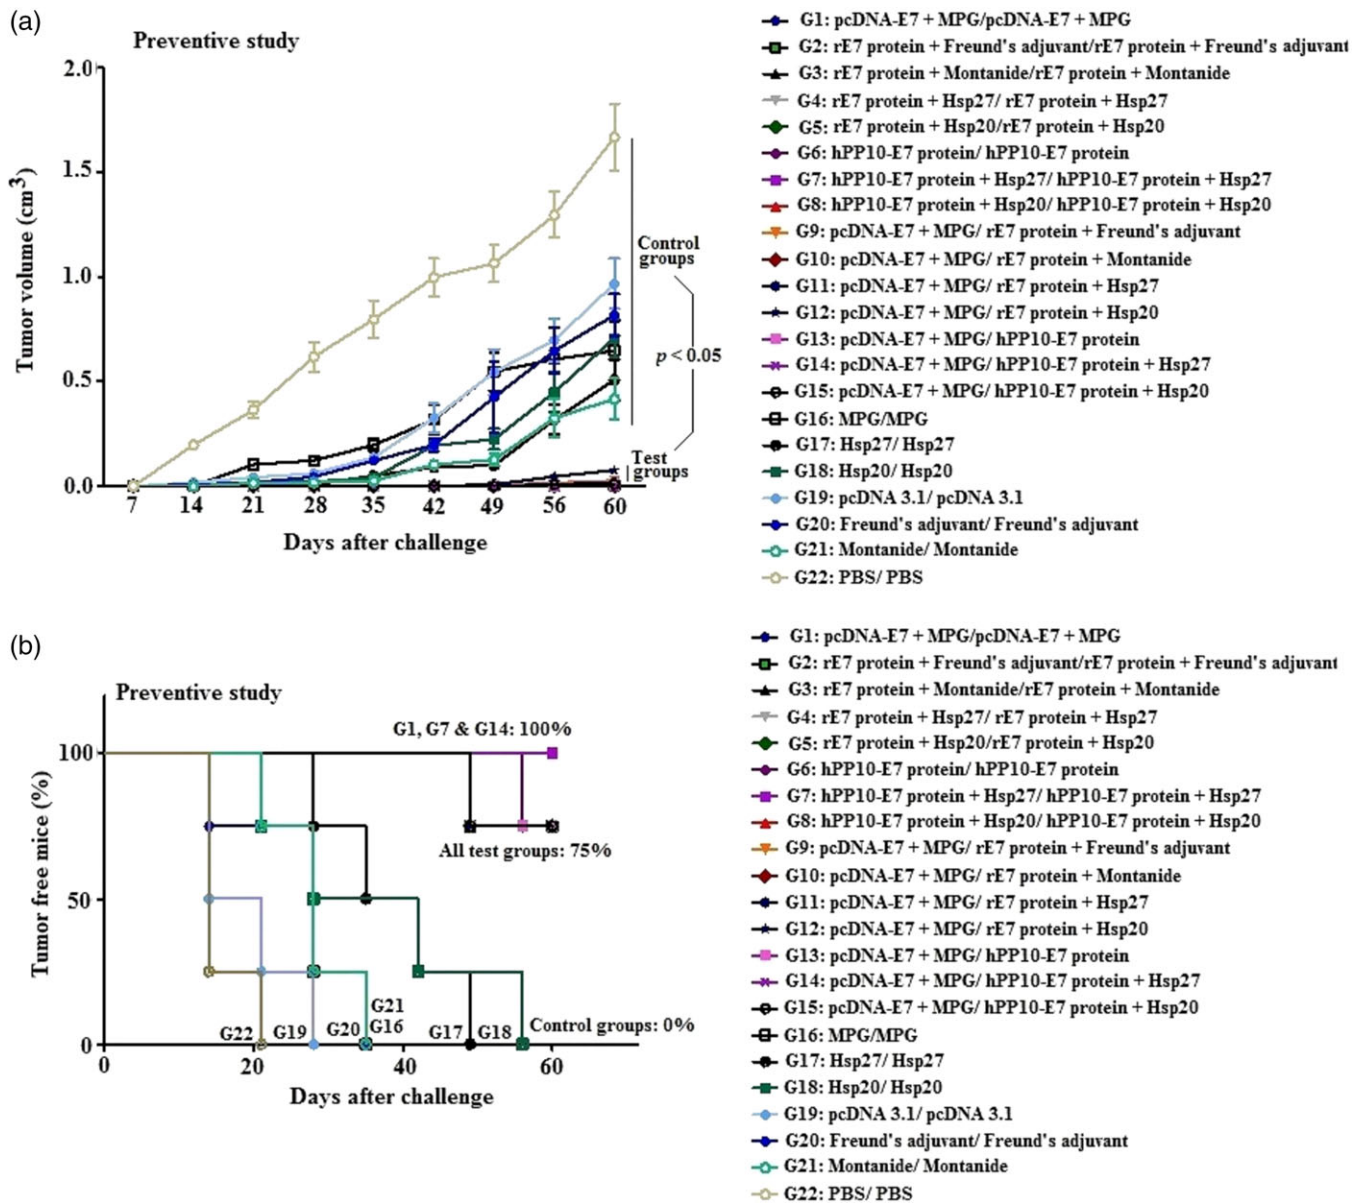 (a)
Preventive study
2.0
1.5
1.0
0.5
0.0
Tumor volume (cm3)
7 14 21 28 35 42 49 56 60
Days after challenge
Control
groups
p < 0.05
Test
groups
G1: pcDNA-E7 + MPG/pcDNA-E7 + MPG
G2: rE7 protein + Freund's adjuvant/rE7 protein + Freund's adjuvant
G3: rE7 protein + Montanide/rE7 protein + Montanide
G4: rE7 protein + Hsp27/ rE7 protein + Hsp27
G5: rE7 protein + Hsp20/rE7 protein + Hsp20
G6: hPP10-E7 protein/ hPP10-E7 protein
G7: hPP10-E7 protein + Hsp27/ hPP10-E7 protein + Hsp27
G8: hPP10-E7 protein + Hsp20/ hPP10-E7 protein + Hsp20
G9: pcDNA-E7 + MPG/ rE7 protein + Freund's adjuvant
G10: pcDNA-E7 + MPG/ rE7 protein + Montanide
G11: pcDNA-E7 + MPG/ rE7 protein + Hsp27
G12: pcDNA-E7 + MPG/ rE7 protein + Hsp20
G13: pcDNA-E7 + MPG/ hPP10-E7 protein
G14: pcDNA-E7 + MPG/ hPP10-E7 protein + Hsp27
G15: pcDNA-E7 + MPG/ hPP10-E7 protein + Hsp20
G16: MPG/MPG
G17: Hsp27/ Hsp27
G18: Hsp20/ Hsp20
G19: pcDNA 3.1/ pcDNA 3.1
G20: Freund's adjuvant/ Freund's adjuvant
G21: Montanide/ Montanide
G22: PBS/ PBS
(b)
Preventive study
100
50
0
Tumor free mice (%)
G1, G7 & G14: 100%
All test groups: 75%
G21
G22 G19 G20 G16 G17 G18
Control groups: 0%
0 20 40 60
Days after challenge
G1: pcDNA-E7 + MPG/pcDNA-E7 + MPG
G2: rE7 protein + Freund's adjuvant/rE7 protein + Freund's adjuvant
G3: rE7 protein + Montanide/rE7 protein + Montanide
G4: rE7 protein + Hsp27/ rE7 protein + Hsp27
G5: rE7 protein + Hsp20/rE7 protein + Hsp20
G6: hPP10-E7 protein/ hPP10-E7 protein
G7: hPP10-E7 protein + Hsp27/ hPP10-E7 protein + Hsp27
G8: hPP10-E7 protein + Hsp20/ hPP10-E7 protein + Hsp20
G9: pcDNA-E7 + MPG/ rE7 protein + Freund's adjuvant
G10: pcDNA-E7 + MPG/ rE7 protein + Montanide
G11: pcDNA-E7 + MPG/ rE7 protein + Hsp27
G12: pcDNA-E7 + MPG/ rE7 protein + Hsp20
G13: pcDNA-E7 + MPG/ hPP10-E7 protein
G14: pcDNA-E7 + MPG/ hPP10-E7 protein + Hsp27
G15: pcDNA-E7 + MPG/ hPP10-E7 protein + Hsp20
G16: MPG/MPG
G17: Hsp27/ Hsp27
G18: Hsp20/ Hsp20
G19: pcDNA 3.1/ pcDNA 3.1
G20: Freund's adjuvant/ Freund's adjuvant
G21: Montanide/ Montanide
G22: PBS/ PBS